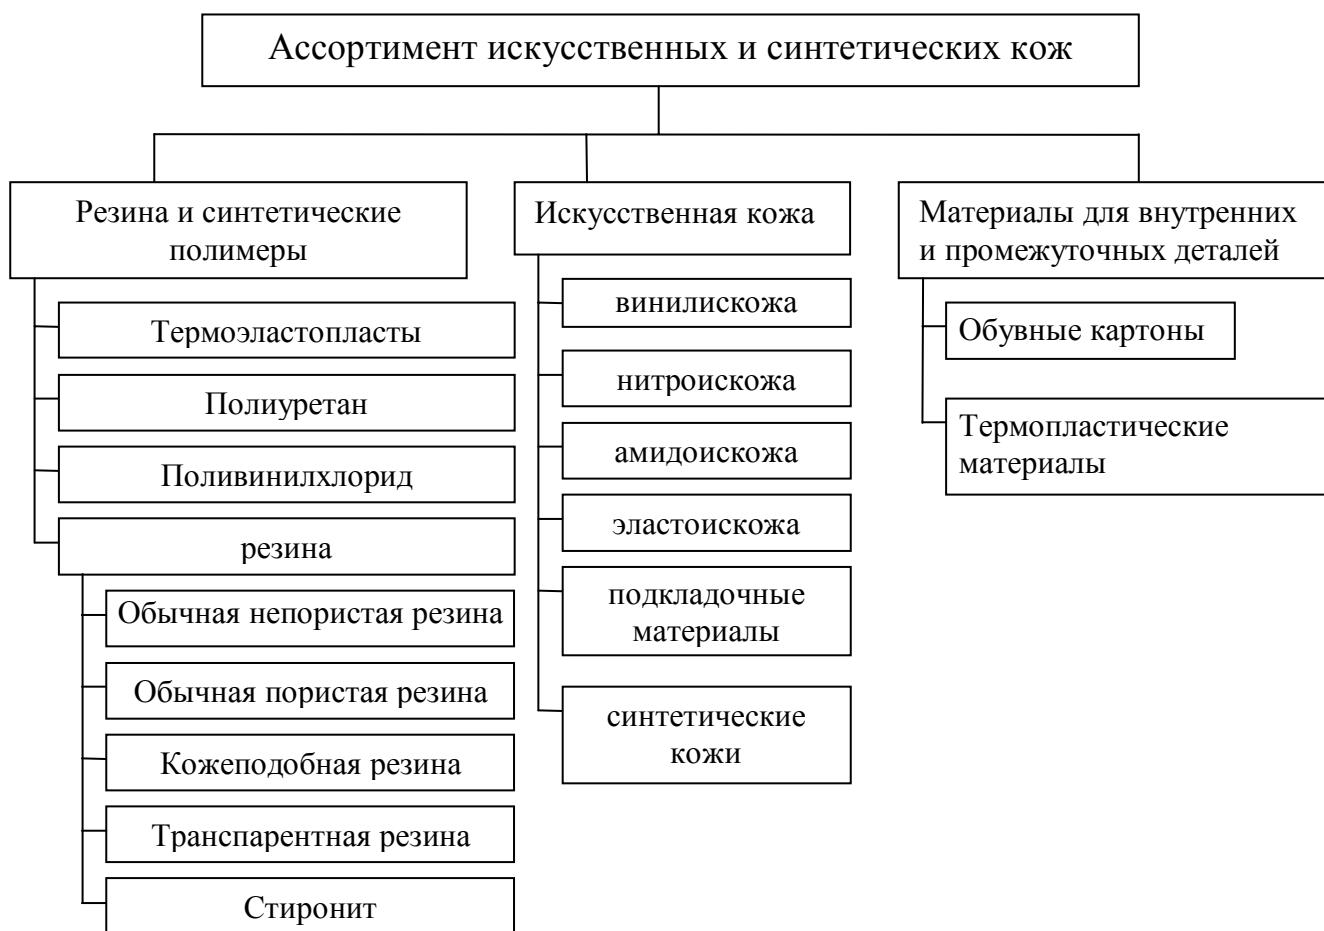 Ассортимент искусственных и синтетических кож
Резина и синтетические
полимеры
Термоэластопласты
Полиуретан
Поливинилхлорид
резина
Обычная непористая резина
Обычная пористая резина
Кожеподобная резина
Транспарентная резина
Стиронит
Искусственная кожа
винилискожа
нитроискожа
амидоискожа
эластоискожа
подкладочные
материалы
синтетические
кожи
Материалы для внутренних
и промежуточных деталей
Обувные картоны
Термопластические
материалы